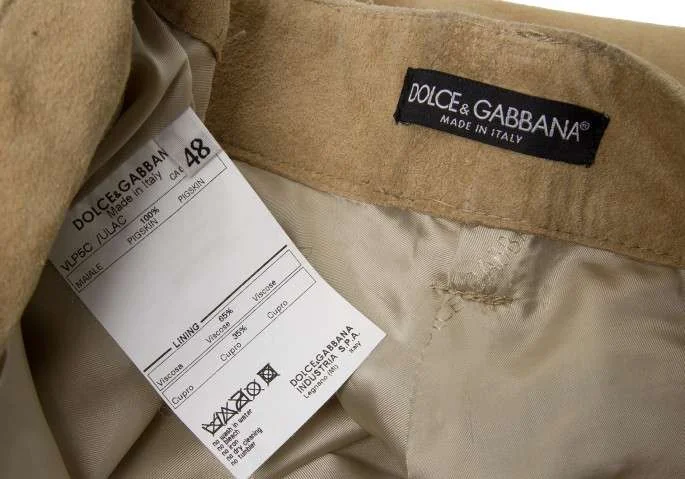 DOLCE & GABBANA®
MADE IN ITALY
48
DOLCE&GABBAN
Made in Italy
VLP5C /ULAC 100%
MAIALE PIGSKIN PIGSKIN
LINING 65%
Viscosa Viscose Viscose
35%
Cupro Cupro Cupro
no wash in water
no bleach
no iron
no dry cleaning
no tumbler
DOLCE&GABBANA
INDUSTRIA S.P.A.
Legnano (MI) Italy